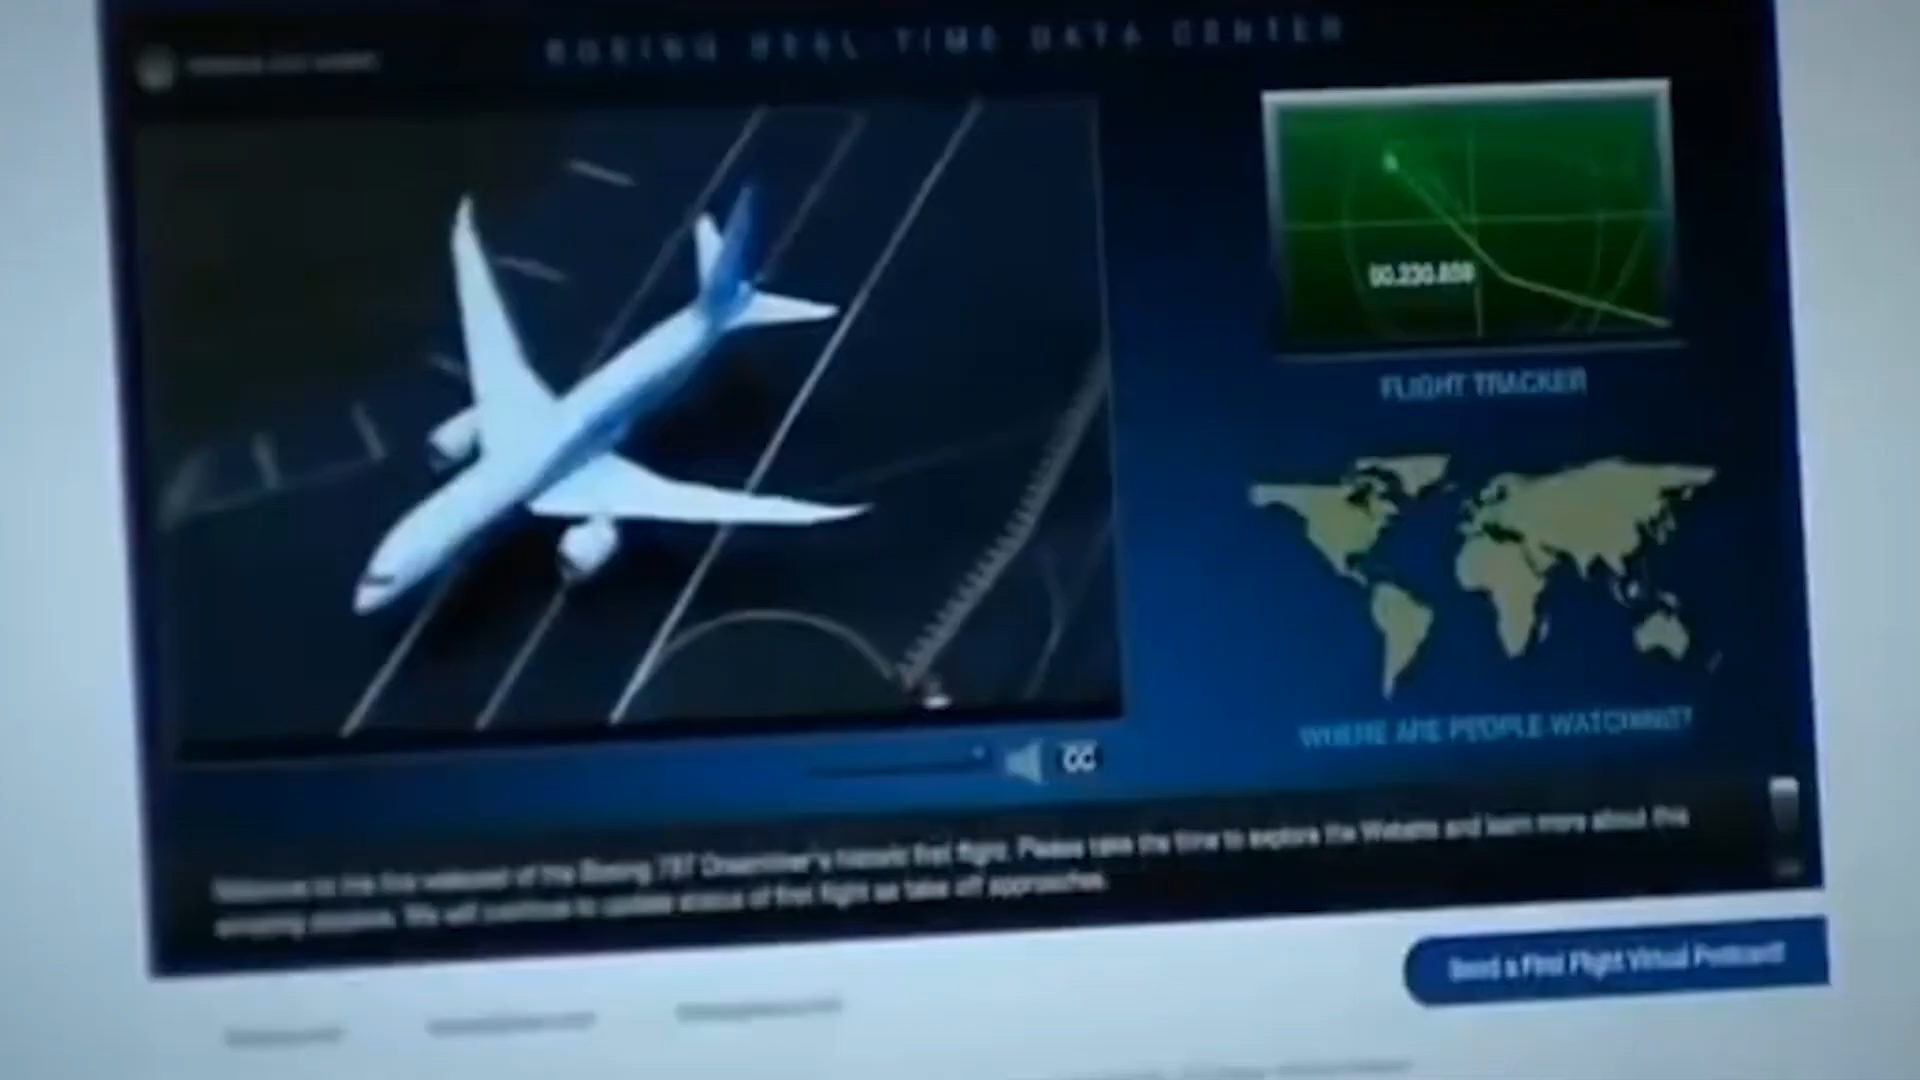 BOEING REAL TIME DATA CENTER
00.230.859
FLIGHT TRACKER
WHERE ARE PEOPLE WATCHING?
CC
Welcome to the live webcast of the Boeing 787 Dreamliner's historic first flight. Please take the time to explore the Website and learn more about this
amazing airplane. We will continue to update status of first flight as take off approaches.
Send a First Flight Virtual Postcard!